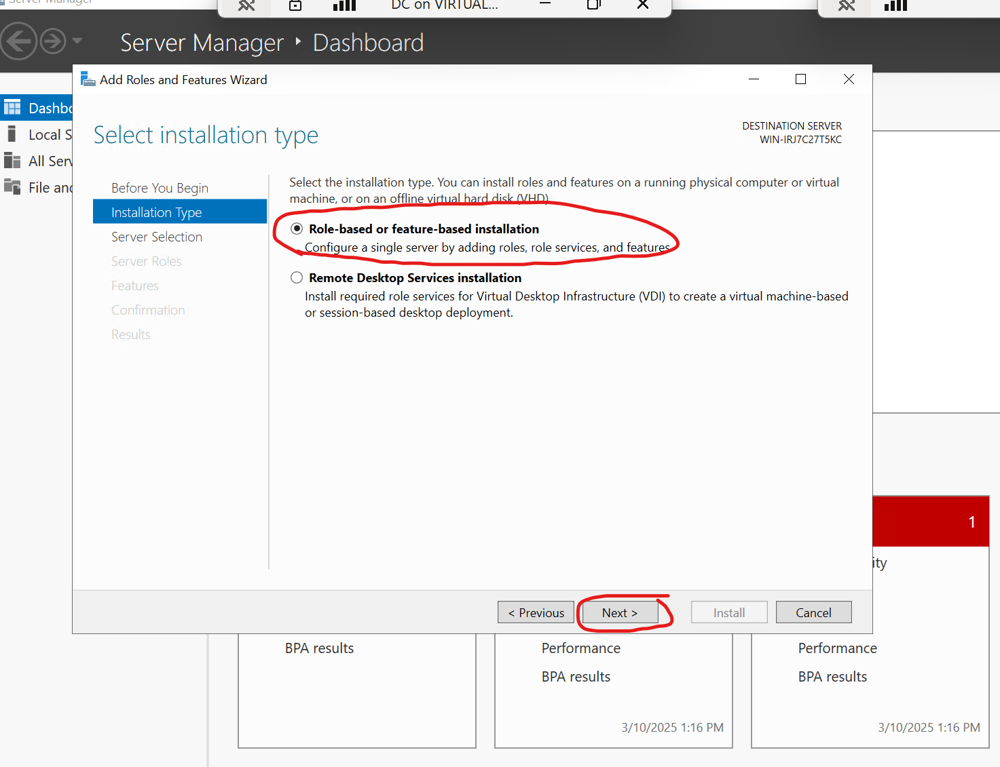 Server Manager
DC on VIRTUAL...
Server Manager
Dashboard
Add Roles and Features Wizard
Dashbo
Local S
All Serv
File and
Select installation type
DESTINATION SERVER
WIN-IRJ7C27T5KC
Before You Begin
Installation Type
Server Selection
Server Roles
Features
Confirmation
Results
Select the installation type. You can install roles and features on a running physical computer or virtual
machine, or on an offline virtual hard disk (VHD).
Role-based or feature-based installation
Configure a single server by adding roles, role services, and features.
Remote Desktop Services installation
Install required role services for Virtual Desktop Infrastructure (VDI) to create a virtual machine-based
or session-based desktop deployment.
1
ity
< Previous
Next >
Install
Cancel
BPA results
Performance
BPA results
3/10/2025 1:16 PM
Performance
BPA results
3/10/2025 1:16 PM